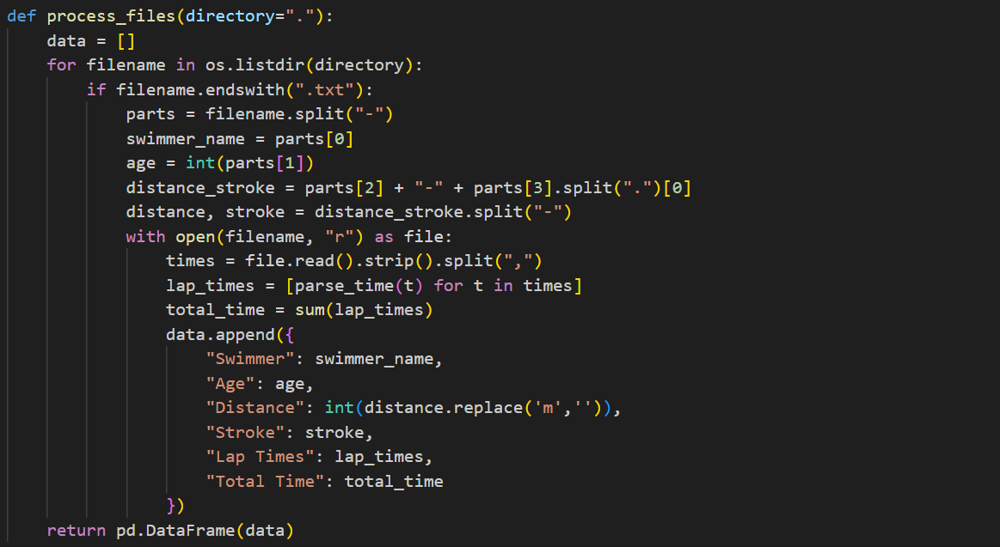 def process_files(directory="."):
    data = []
    for filename in os.listdir(directory):
        if filename.endswith(".txt"):
            parts = filename.split("-")
            swimmer_name = parts[0]
            age = int(parts[1])
            distance_stroke = parts[2] + "-" + parts[3].split(".")[0]
            distance, stroke = distance_stroke.split("-")
            with open(filename, "r") as file:
                times = file.read().strip().split(",")
                lap_times = [parse_time(t) for t in times]
                total_time = sum(lap_times)
                data.append({
                    "Swimmer": swimmer_name,
                    "Age": age,
                    "Distance": int(distance.replace('m','')),
                    "Stroke": stroke,
                    "Lap Times": lap_times,
                    "Total Time": total_time
                })
    return pd.DataFrame(data)